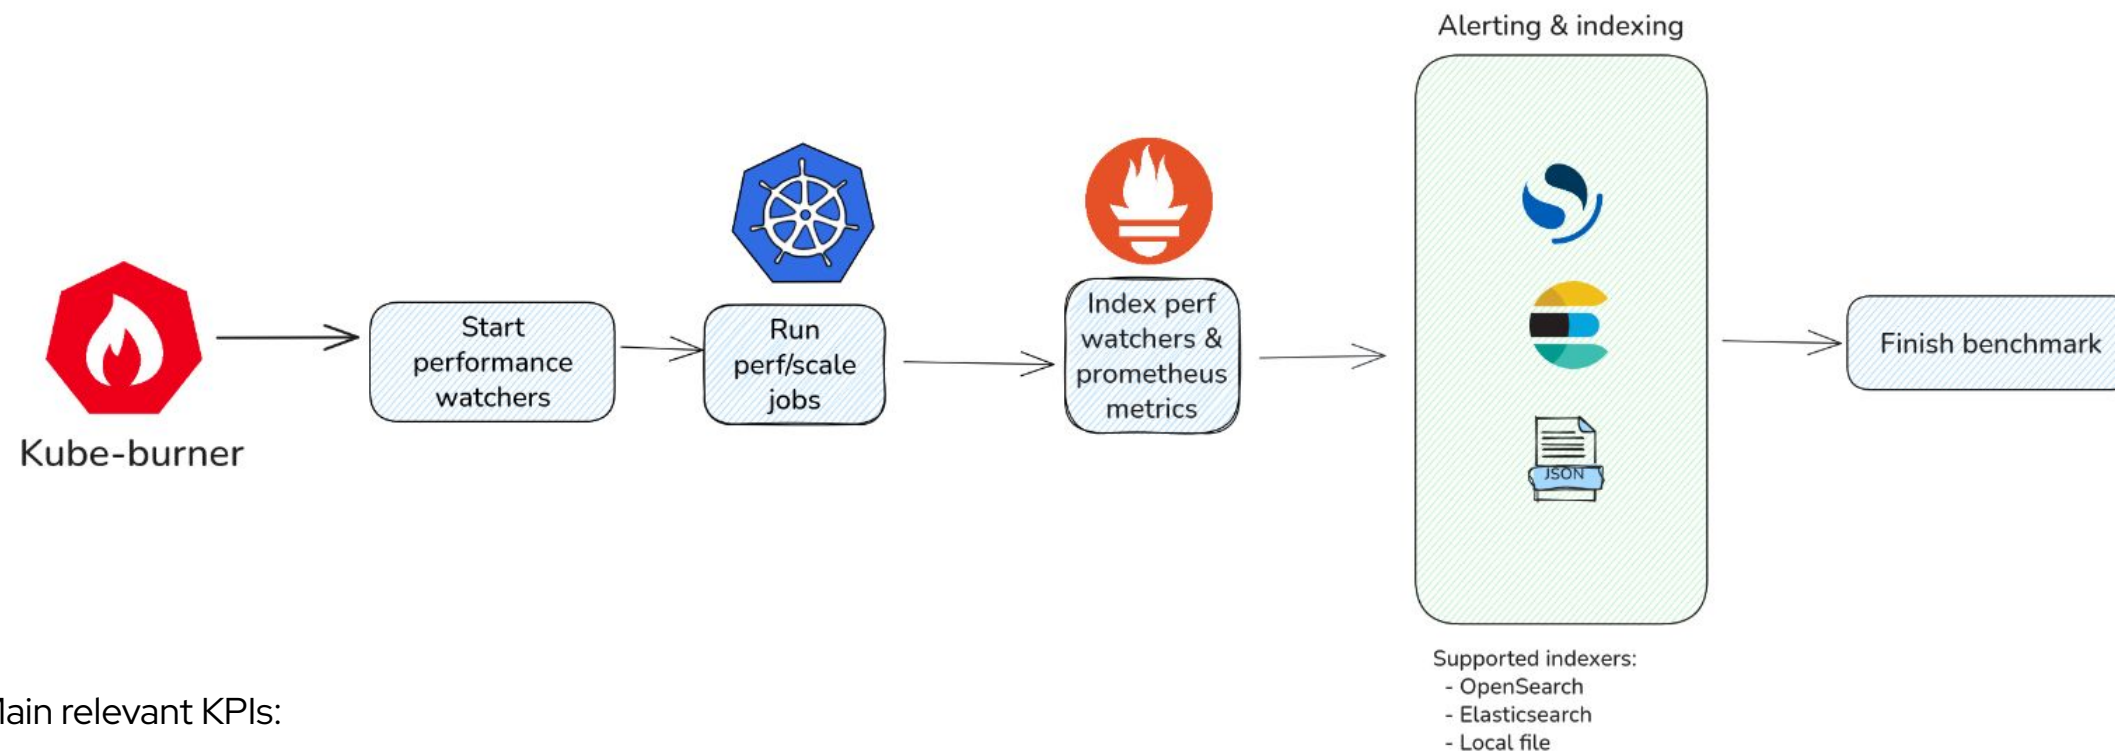 Alerting & indexing
Kube-burner
Start
performance
watchers
Run
perf/scale
jobs
Index perf
watchers &
prometheus
metrics
JSON
Finish benchmark
Supported indexers:
- OpenSearch
- Elasticsearch
- Local file
Main relevant KPIs: